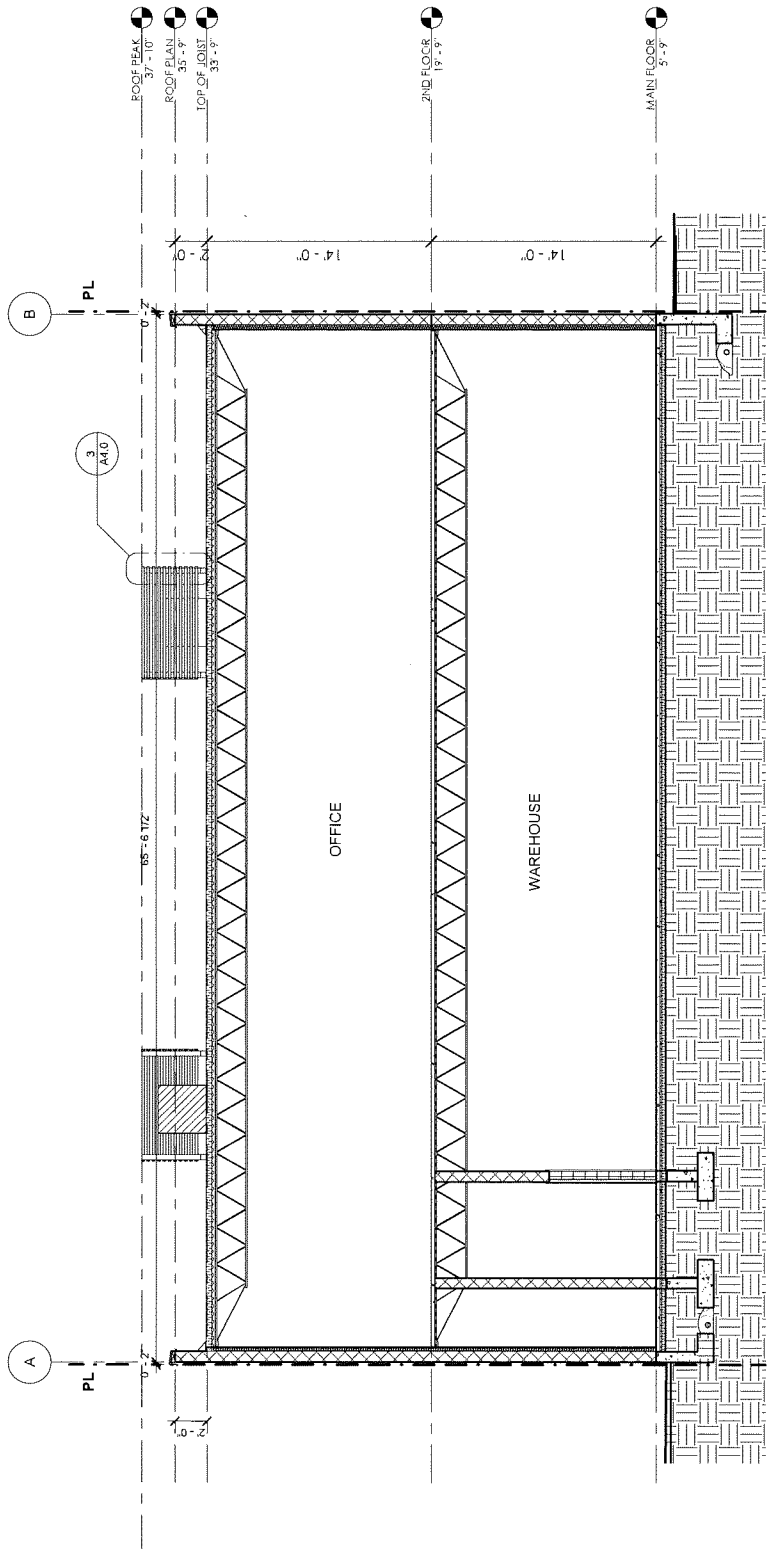 ROOF PEAK
37' - 10"
ROOF PLAN
35' - 9"
TOP OF JOIST
33' - 9"
2ND FLOOR
19' - 9"
MAIN FLOOR
5' - 9"
B
PL
0' - 2"
2' - 0"
14' - 0"
14' - 0"
3
A4.0
65' - 6 1/2"
OFFICE
WAREHOUSE
A
PL
0' - 2"
2' - 0"